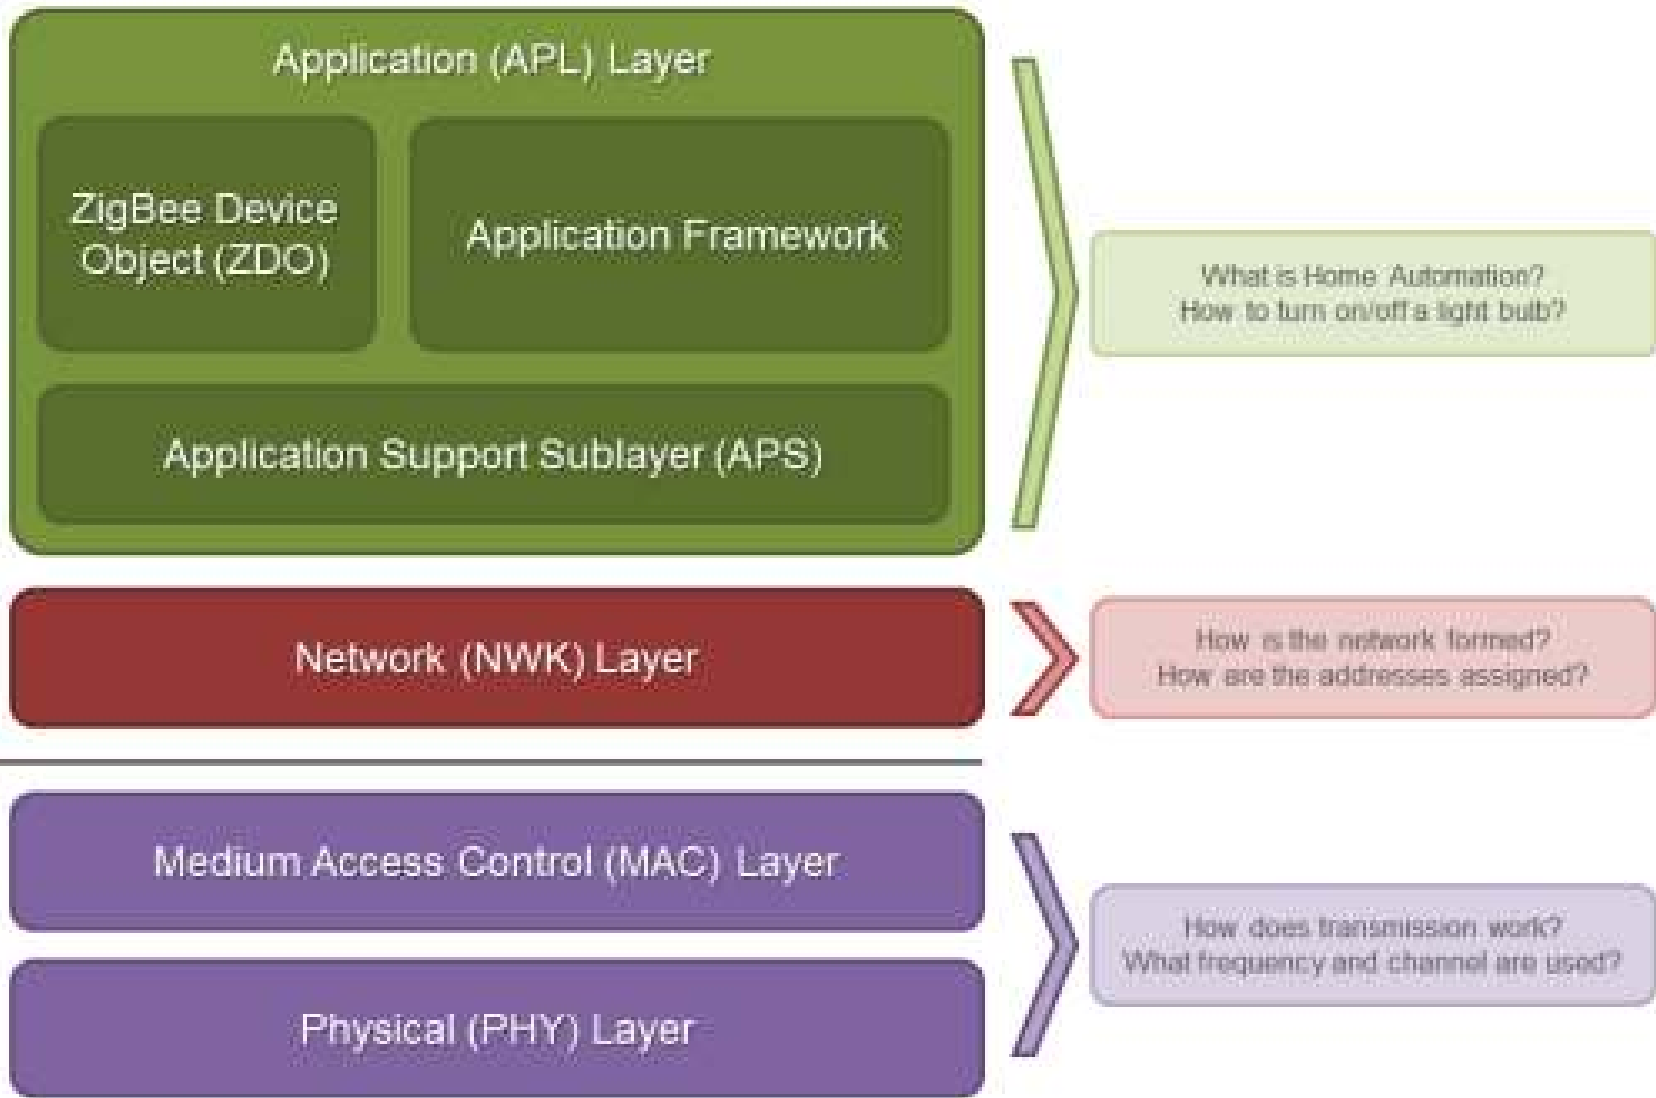 Application (APL) Layer
ZigBee Device
Object (ZDO)
Application Framework
Application Support Sublayer (APS)
What is Home Automation?
How to turn on/off a light bulb?
Network (NWK) Layer
How is the network formed?
How are the addresses assigned?
Medium Access Control (MAC) Layer
Physical (PHY) Layer
How does transmission work?
What frequency and channel are used?